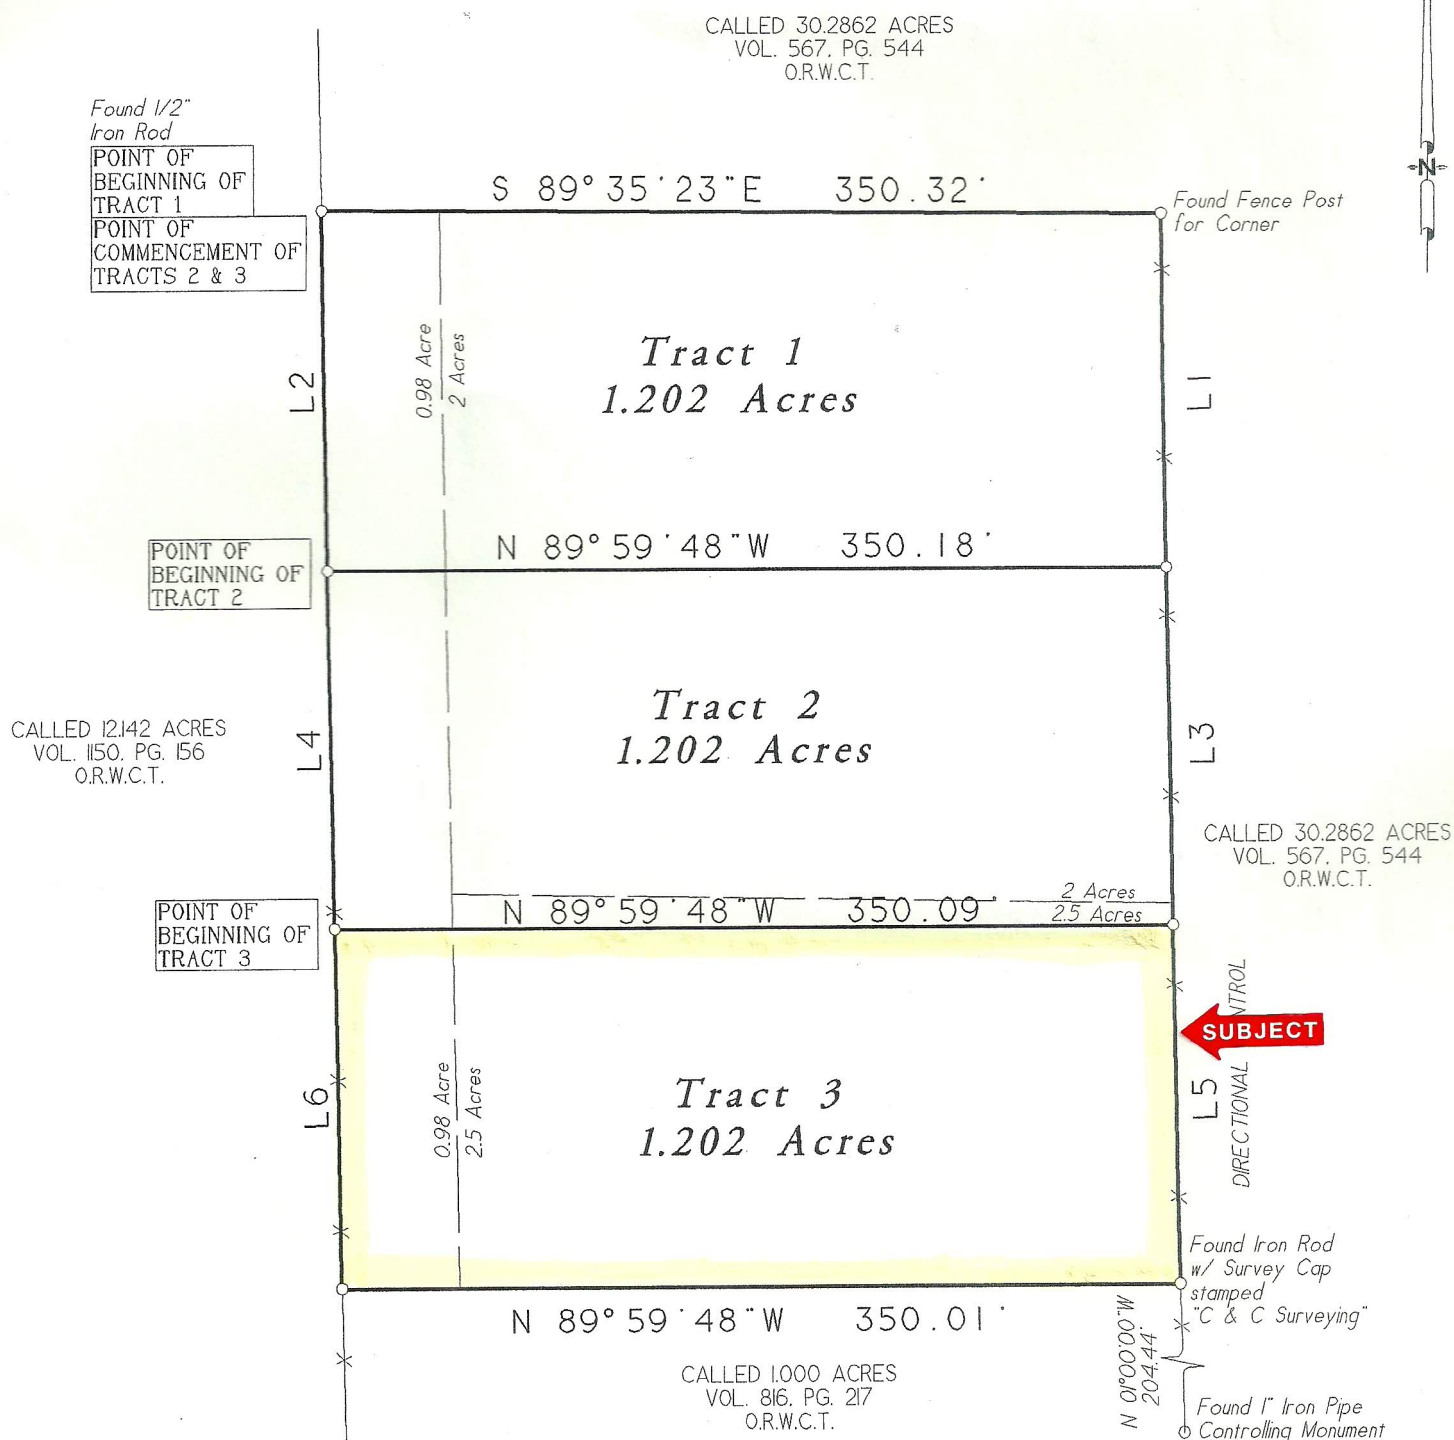 CALLED 30.2862 ACRES
VOL. 567, PG. 544
O.R.W.C.T.
N
Found 1/2"
Iron Rod
POINT OF
BEGINNING OF
TRACT 1
POINT OF
COMMENCEMENT OF
TRACTS 2 & 3
S 89° 35' 23" E 350.32'
Found Fence Post
for Corner
0.98 Acre
2 Acres
Tract 1
1.202 Acres
L2
L1
POINT OF
BEGINNING OF
TRACT 2
N 89° 59' 48" W 350.18'
CALLED 12.142 ACRES
VOL. 1150, PG. 156
O.R.W.C.T.
L4
Tract 2
1.202 Acres
L3
CALLED 30.2862 ACRES
VOL. 567, PG. 544
O.R.W.C.T.
2 Acres
2.5 Acres
N 89° 59' 48" W 350.09'
POINT OF
BEGINNING OF
TRACT 3
SUBJECT
DIRECTIONAL
L6
0.98 Acre
2.5 Acres
Tract 3
1.202 Acres
L5
Found Iron Rod
w/ Survey Cap
stamped
"C & C Surveying"
N 89° 59' 48" W 350.01'
N 01°00'00" W
204.44'
CALLED 1.000 ACRES
VOL. 816, PG. 217
O.R.W.C.T.
Found 1" Iron Pipe
Controlling Monument